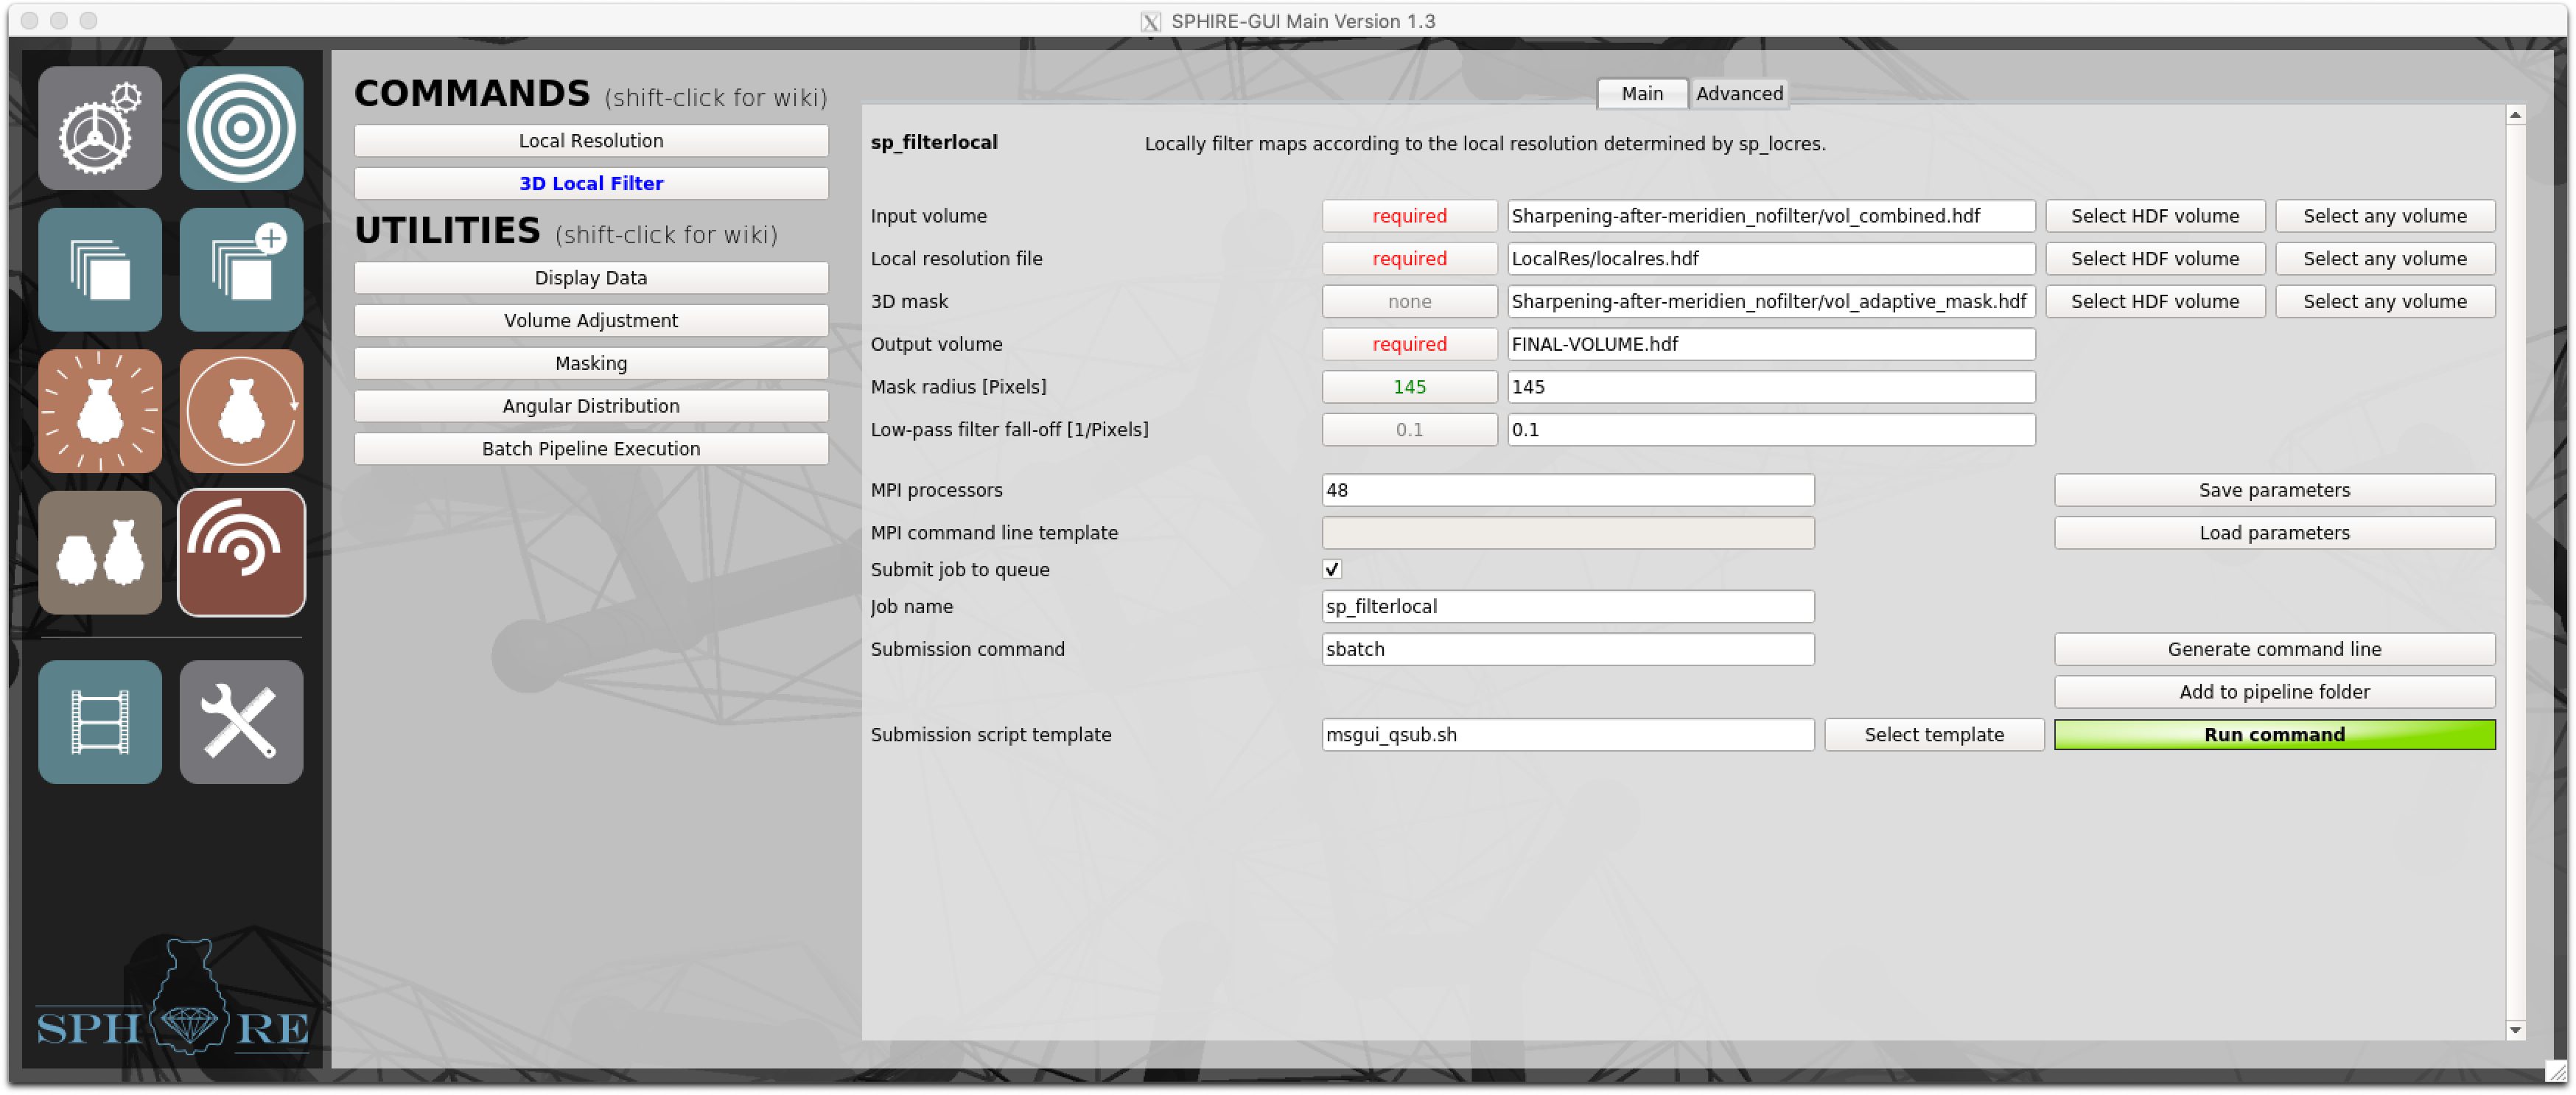 SPHIRE-GUI Main Version 1.3
COMMANDS (shift-click for wiki)
Local Resolution
3D Local Filter
UTILITIES (shift-click for wiki)
Display Data
Volume Adjustment
Masking
Angular Distribution
Batch Pipeline Execution
SPHIRE
Main Advanced
sp_filterlocal Locally filter maps according to the local resolution determined by sp_locres.
Input volume required Sharpening-after-meridien_nofilter/vol_combined.hdf Select HDF volume Select any volume
Local resolution file required LocalRes/localres.hdf Select HDF volume Select any volume
3D mask none Sharpening-after-meridien_nofilter/vol_adaptive_mask.hdf Select HDF volume Select any volume
Output volume required FINAL-VOLUME.hdf
Mask radius [Pixels] 145 145
Low-pass filter fall-off [1/Pixels] 0.1 0.1
MPI processors 48 Save parameters
MPI command line template Load parameters
Submit job to queue
Job name sp_filterlocal
Submission command sbatch Generate command line
Add to pipeline folder
Submission script template msgui_qsub.sh Select template Run command